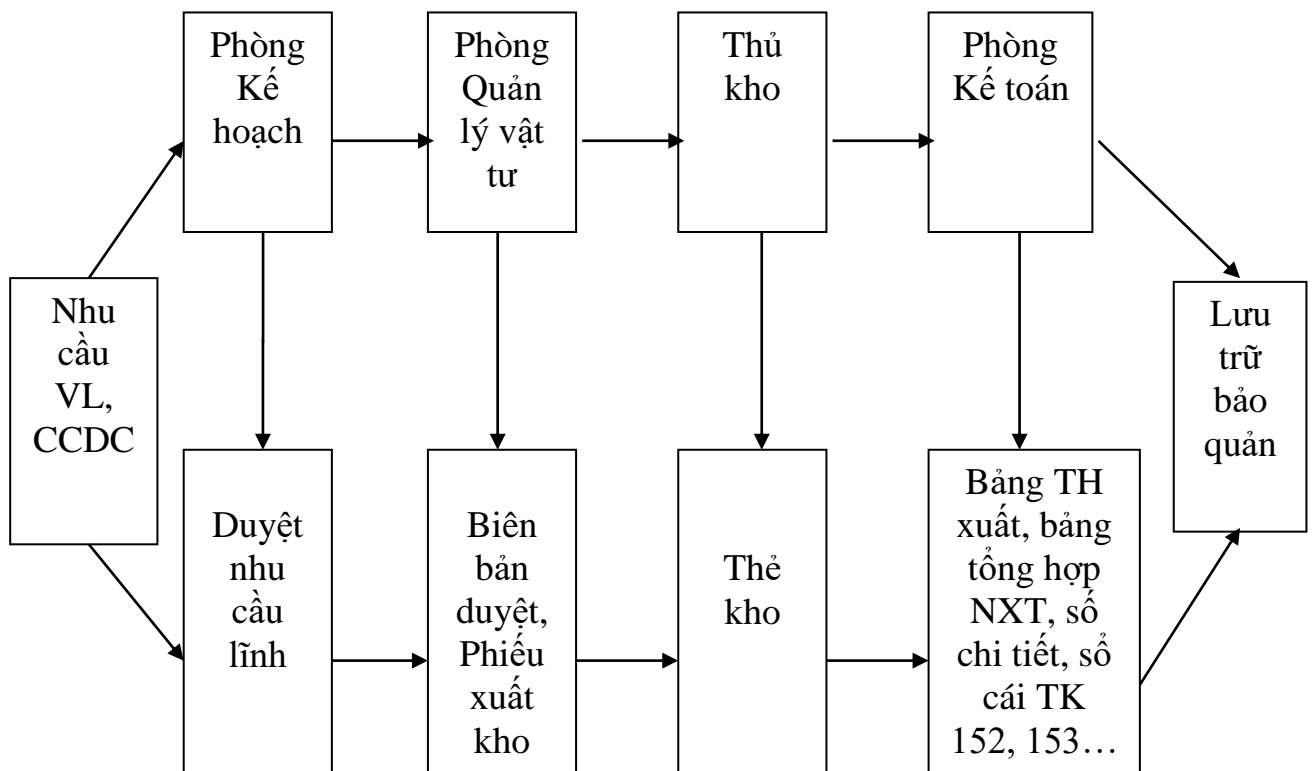 Phòng
Kế
hoạch
Phòng
Quản
lý vật
tư
Thủ
kho
Phòng
Kế toán
Nhu
cầu
VL,
CCDC
Lưu
trữ
bảo
quản
Duyệt
nhu
cầu
lĩnh
Biên
bản
duyệt,
Phiếu
xuất
kho
Thẻ
kho
Bảng TH
xuất, bảng
tổng hợp
NXT, số
chi tiết, sổ
cái TK
152, 153…